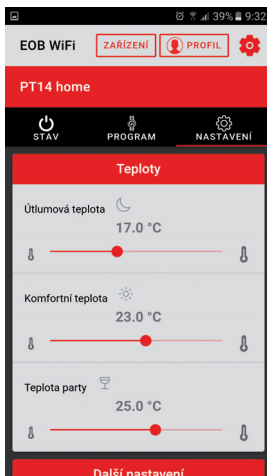 39% 9:32
EOB WiFi ZAŘÍZENÍ PROFIL
PT14 home
STAV PROGRAM NASTAVENÍ
Teploty
Útlumová teplota
17.0 °C
Komfortní teplota
23.0 °C
Teplota party
25.0 °C
Další nastavení